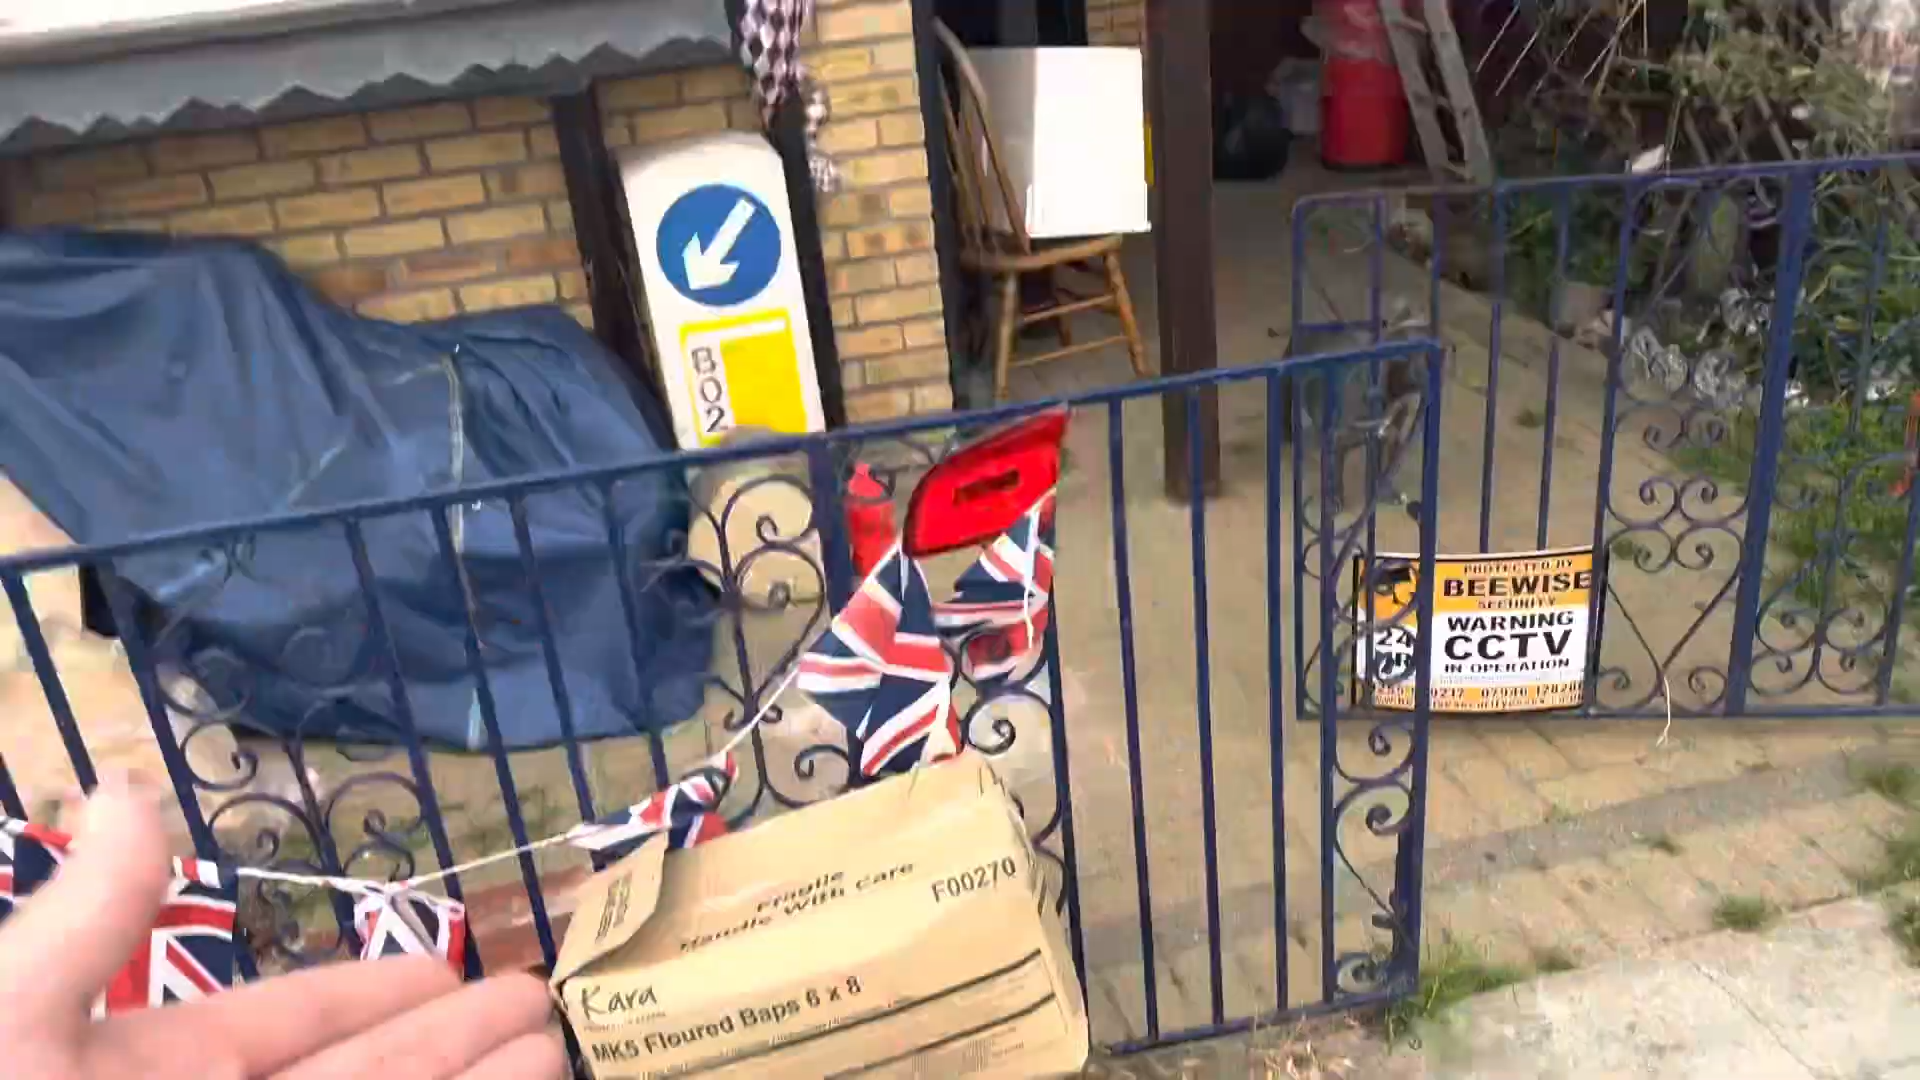 B02
PROTECTED BY
BEEWISE
SECURITY
WARNING
CCTV
IN OPERATION
24
Fragile
Handle With Care
F00270
Kara
MK5 Floured Baps 6 x 8